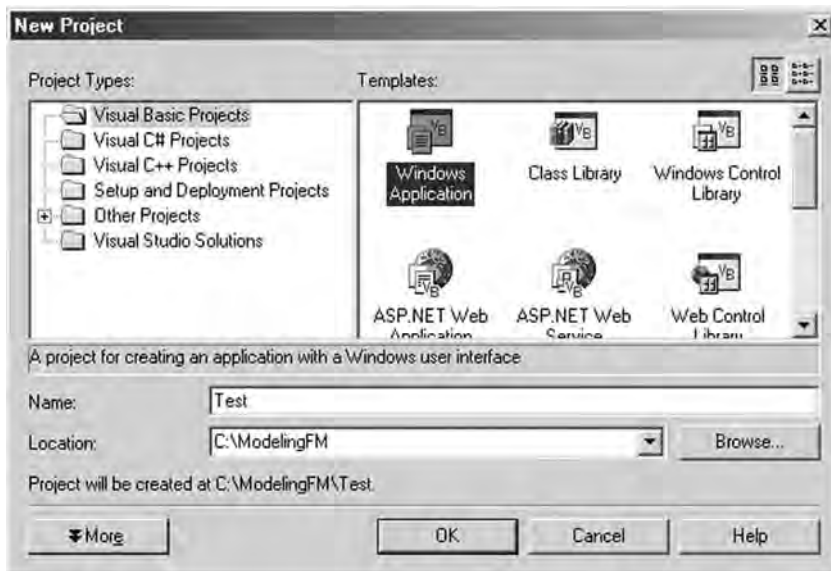 New Project
Project Types:
Templates:
Visual Basic Projects
Visual C# Projects
Visual C++ Projects
Setup and Deployment Projects
Other Projects
Visual Studio Solutions
Windows
Application
Class Library
Windows Control
Library
ASP.NET Web
Application
ASP.NET Web
Service
Web Control
Library
A project for creating an application with a Windows user interface
Name:
Test
Location:
C:\ModelingFM
Browse...
Project will be created at C:\ModelingFM\Test.
More
OK
Cancel
Help